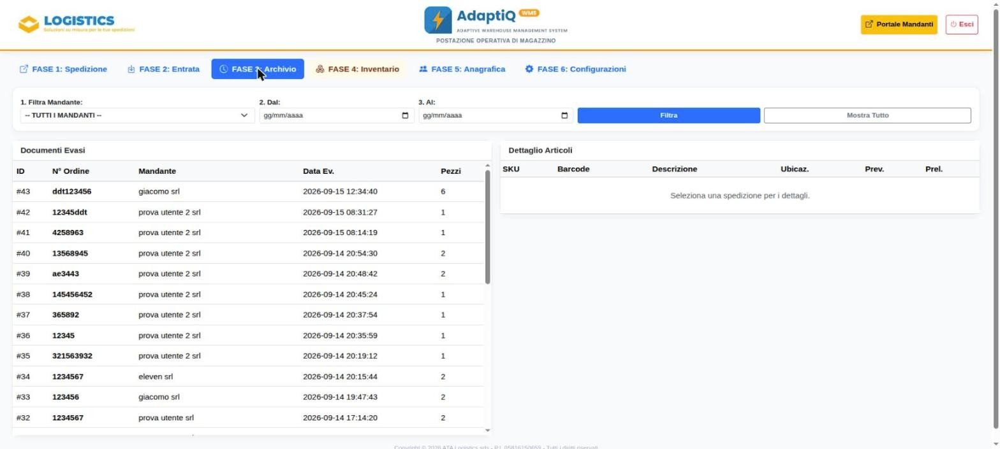 LOGISTICS
Soluzioni su misura per le tue spedizioni
AdaptiQ WMS
ADAPTIVE WAREHOUSE MANAGEMENT SYSTEM
POSTAZIONE OPERATIVA DI MAGAZZINO
Portale Mandanti
Esci
FASE 1: Spedizione
FASE 2: Entrata
FASE 3: Archivio
FASE 4: Inventario
FASE 5: Anagrafica
FASE 6: Configurazioni
1. Filtra Mandante:
-- TUTTI I MANDANTI --
2. Dal:
gg/mm/aaaa
3. Al:
gg/mm/aaaa
Filtra
Mostra Tutto
Documenti Evasi
ID N° Ordine Mandante Data Ev. Pezzi
#43 ddt123456 giacomo srl 2026-09-15 12:34:40 6
#42 12345ddt prova utente 2 srl 2026-09-15 08:31:27 1
#41 4258963 prova utente 2 srl 2026-09-15 08:14:19 1
#40 13568945 prova utente 2 srl 2026-09-14 20:54:30 2
#39 ae3443 prova utente 2 srl 2026-09-14 20:48:42 2
#38 145456452 prova utente 2 srl 2026-09-14 20:45:24 1
#37 365892 prova utente 2 srl 2026-09-14 20:37:54 1
#36 12345 prova utente 2 srl 2026-09-14 20:35:59 1
#35 321563932 prova utente 2 srl 2026-09-14 20:19:12 1
#34 1234567 eleven srl 2026-09-14 20:15:44 2
#33 123456 giacomo srl 2026-09-14 19:47:43 2
#32 1234567 prova utente srl 2026-09-14 17:14:20 2
Dettaglio Articoli
SKU Barcode Descrizione Ubicaz. Prev. Prel.
Seleziona una spedizione per i dettagli.
Copyright © 2026 ATA Logistics srls - P.I. 05816150659 - Tutti i diritti riservati